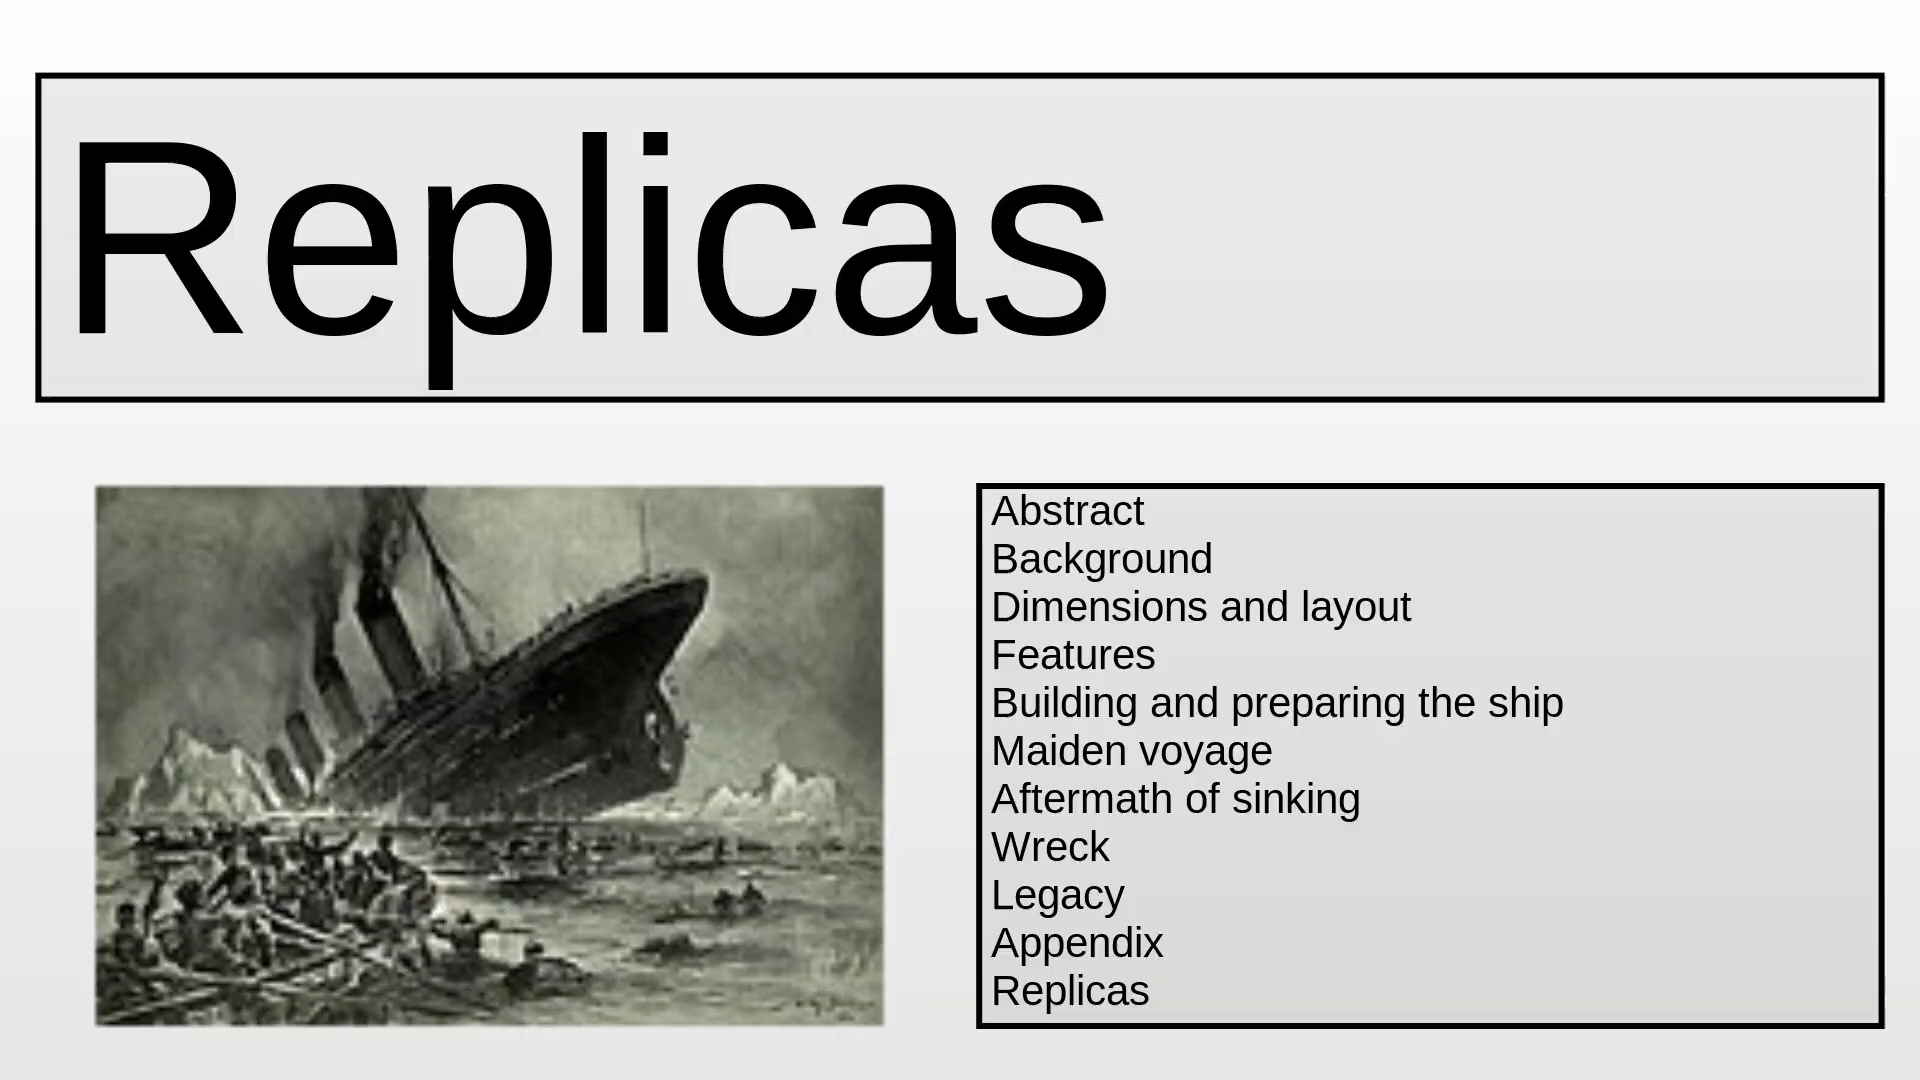 Replicas
Abstract
Background
Dimensions and layout
Features
Building and preparing the ship
Maiden voyage
Aftermath of sinking
Wreck
Legacy
Appendix
Replicas